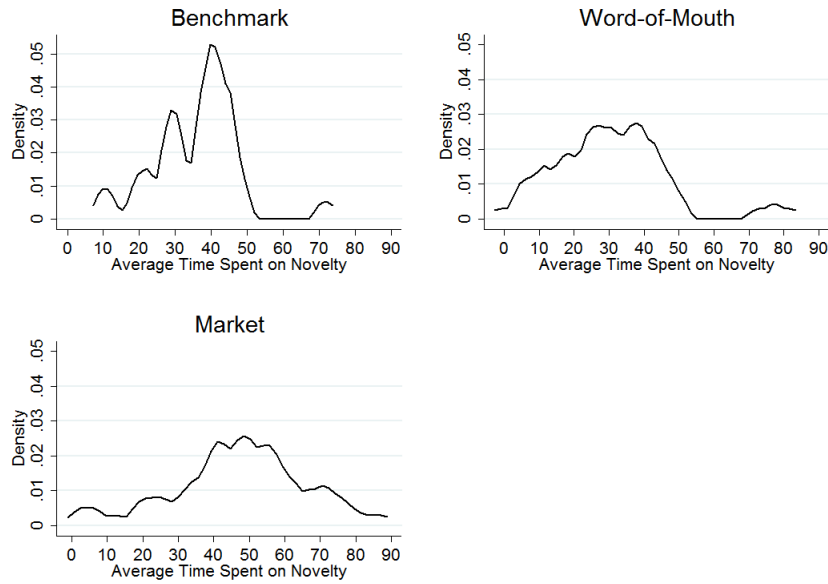 Benchmark
Density
0 .01 .02 .03 .04 .05
0 10 20 30 40 50 60 70 80 90
Average Time Spent on Novelty
Word-of-Mouth
Density
0 .01 .02 .03 .04 .05
0 10 20 30 40 50 60 70 80 90
Average Time Spent on Novelty
Market
Density
0 .01 .02 .03 .04 .05
0 10 20 30 40 50 60 70 80 90
Average Time Spent on Novelty